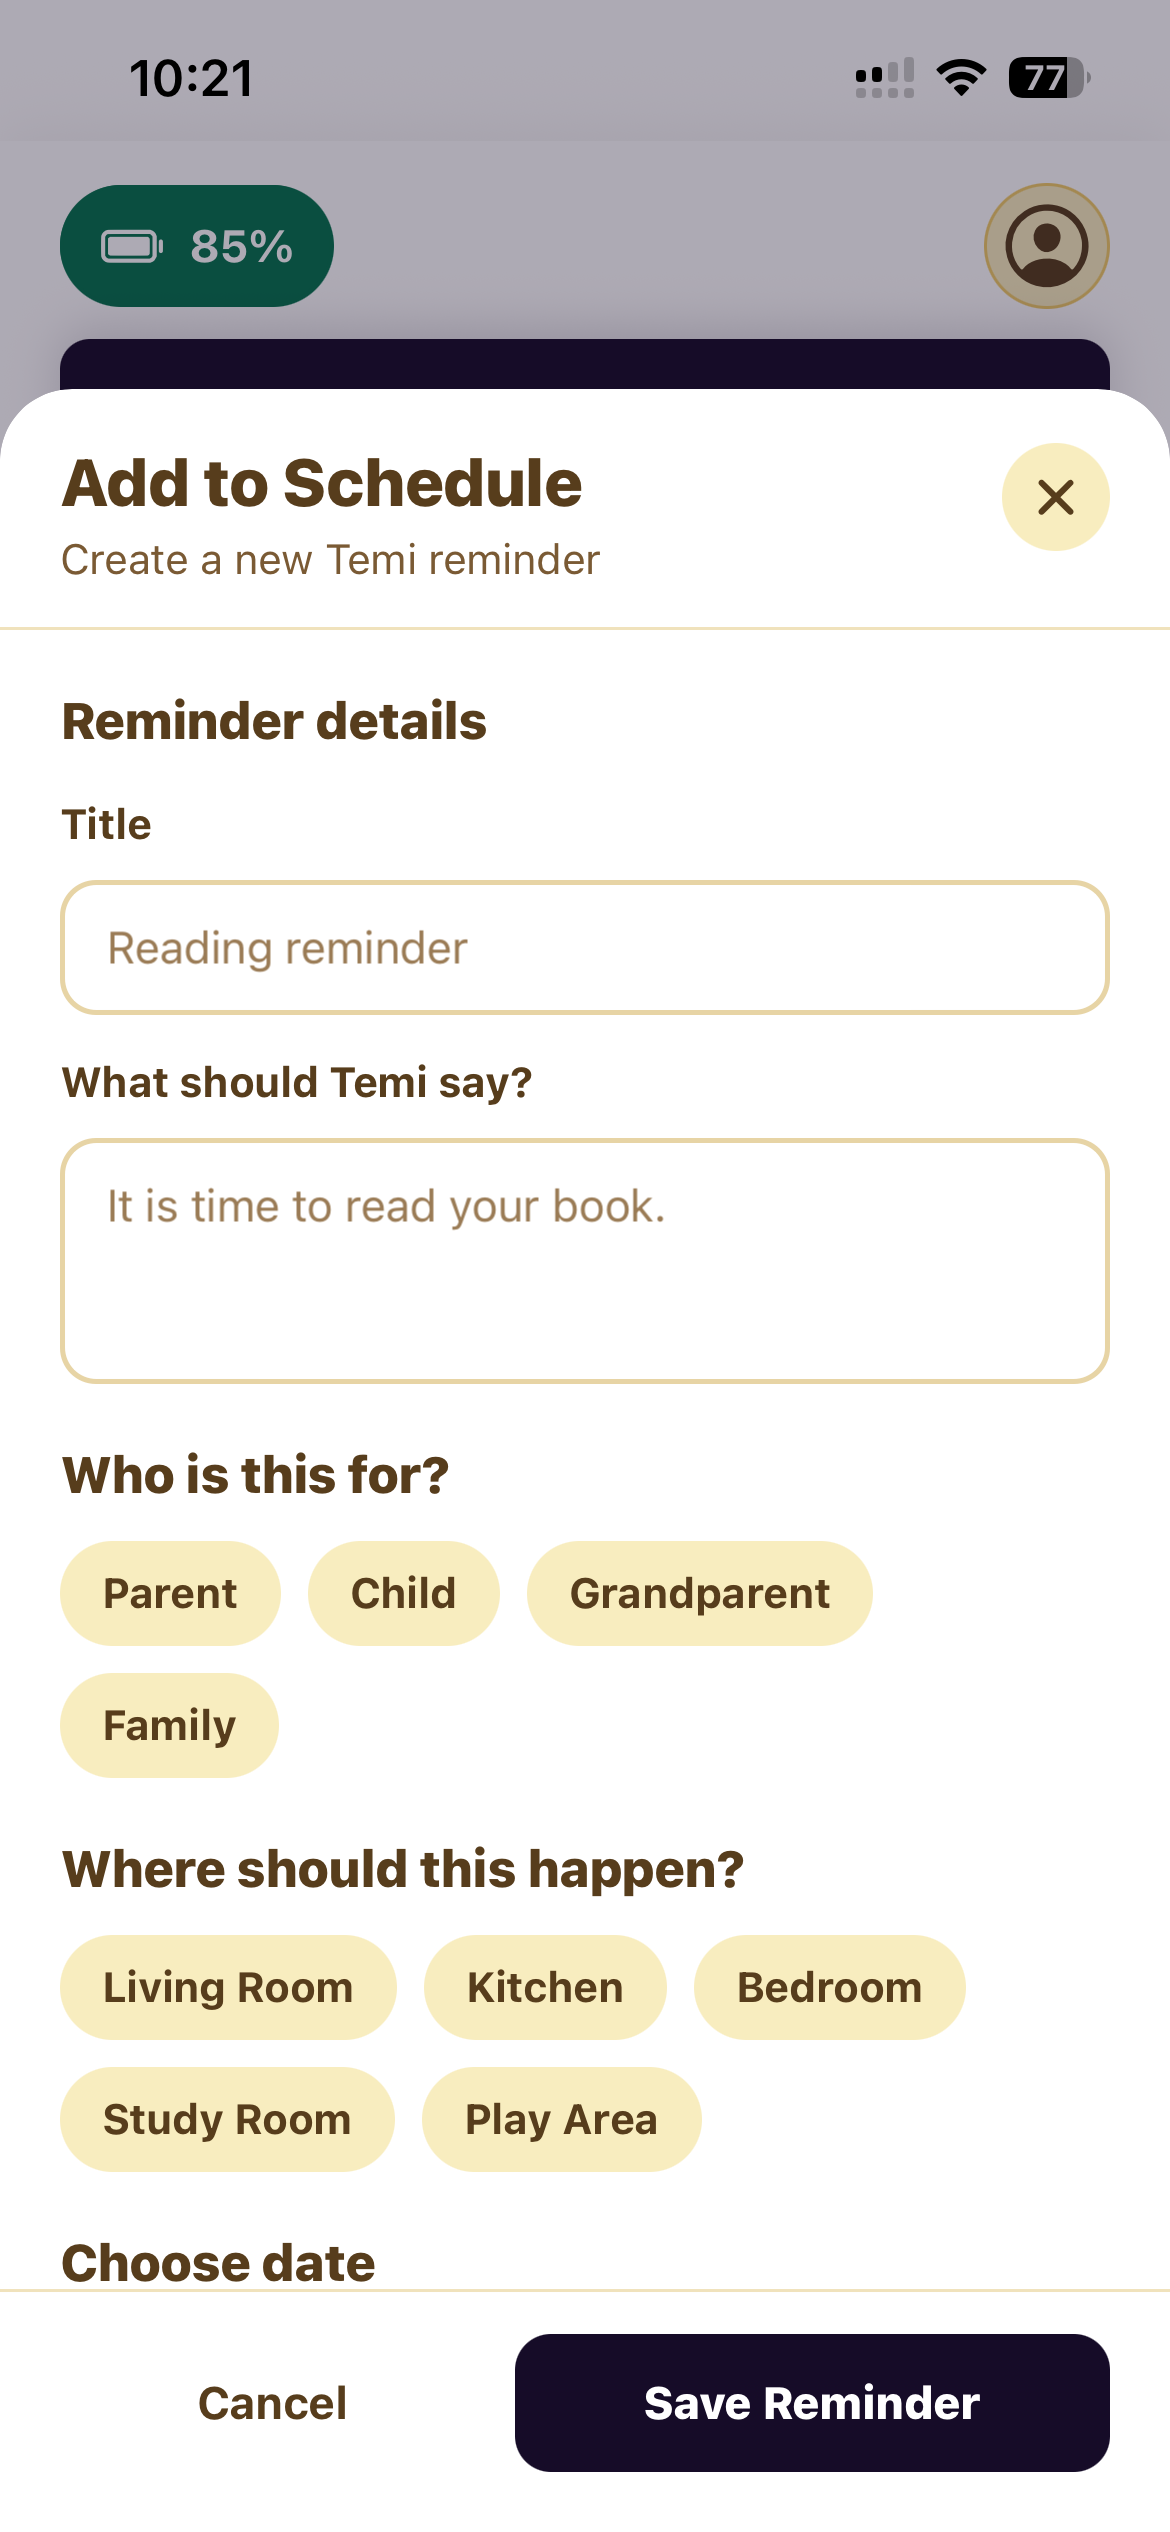 10:21
77
85%
Add to Schedule
Create a new Temi reminder
Reminder details
Title
Reading reminder
What should Temi say?
It is time to read your book.
Who is this for?
Parent Child Grandparent
Family
Where should this happen?
Living Room Kitchen Bedroom
Study Room Play Area
Choose date
Cancel Save Reminder